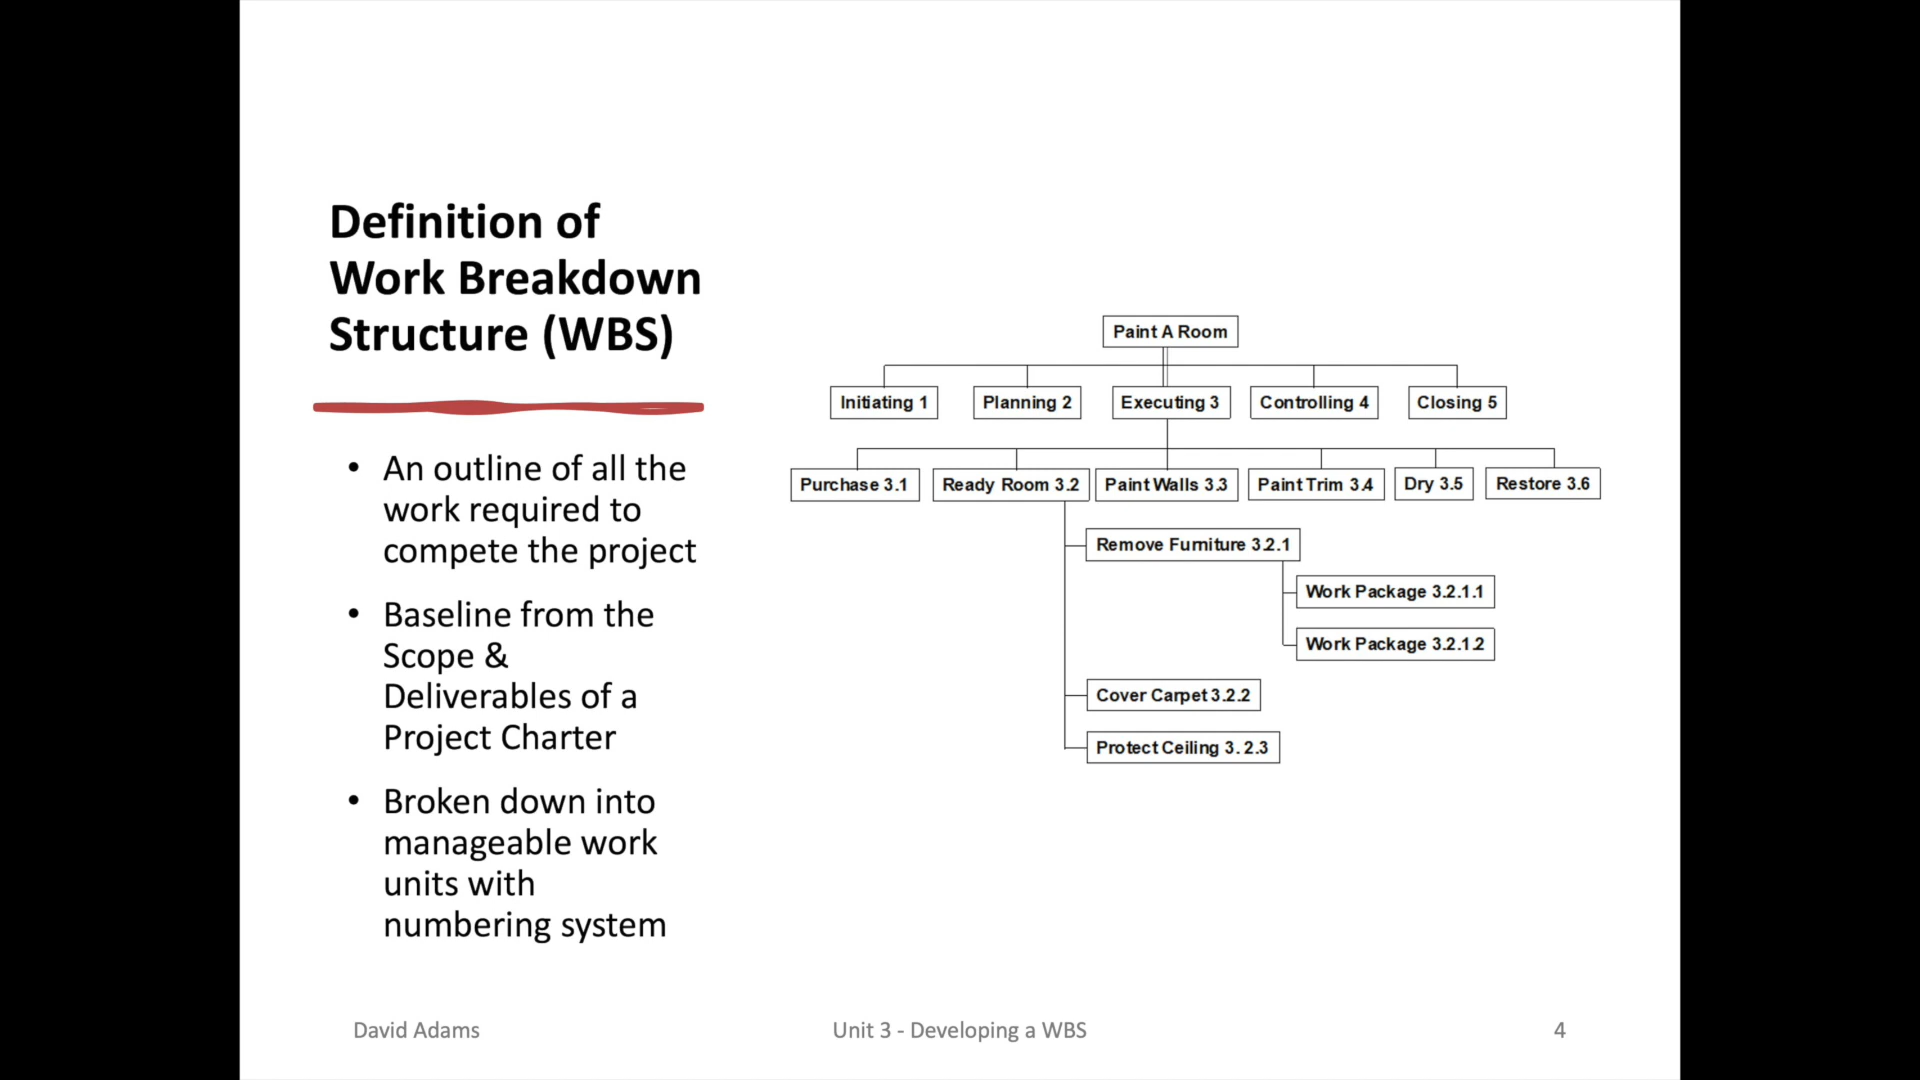 Definition of
Work Breakdown
Structure (WBS)
• An outline of all the
work required to
compete the project
• Baseline from the
Scope &
Deliverables of a
Project Charter
• Broken down into
manageable work
units with
numbering system
Paint A Room
Initiating 1
Planning 2
Executing 3
Controlling 4
Closing 5
Purchase 3.1
Ready Room 3.2
Paint Walls 3.3
Paint Trim 3.4
Dry 3.5
Restore 3.6
Remove Furniture 3.2.1
Work Package 3.2.1.1
Work Package 3.2.1.2
Cover Carpet 3.2.2
Protect Ceiling 3. 2.3
David Adams
Unit 3 - Developing a WBS
4